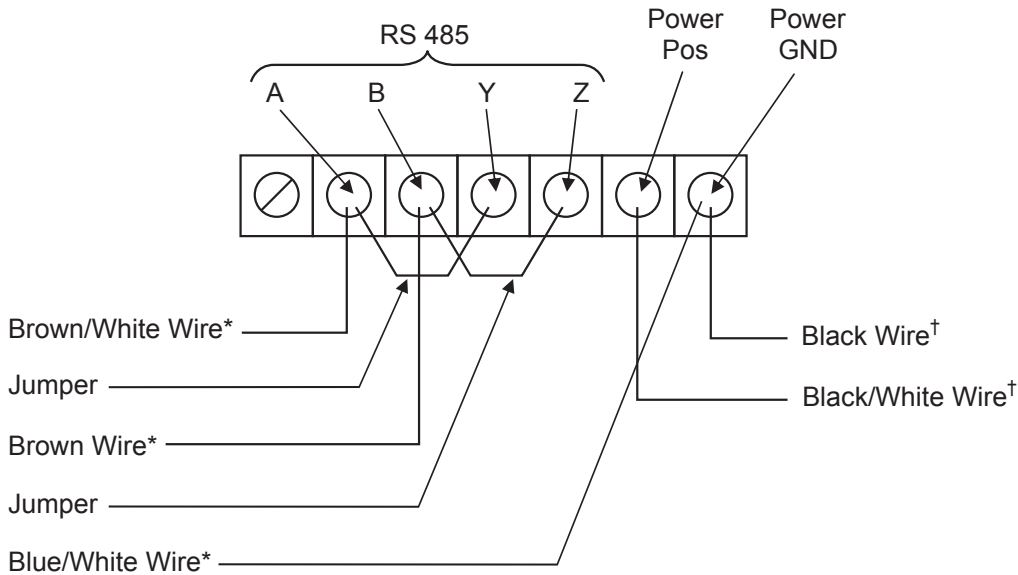 RS 485
Power
Pos
Power
GND
A
B
Y
Z
Brown/White Wire*
Jumper
Brown Wire*
Jumper
Blue/White Wire*
Black Wire†
Black/White Wire†